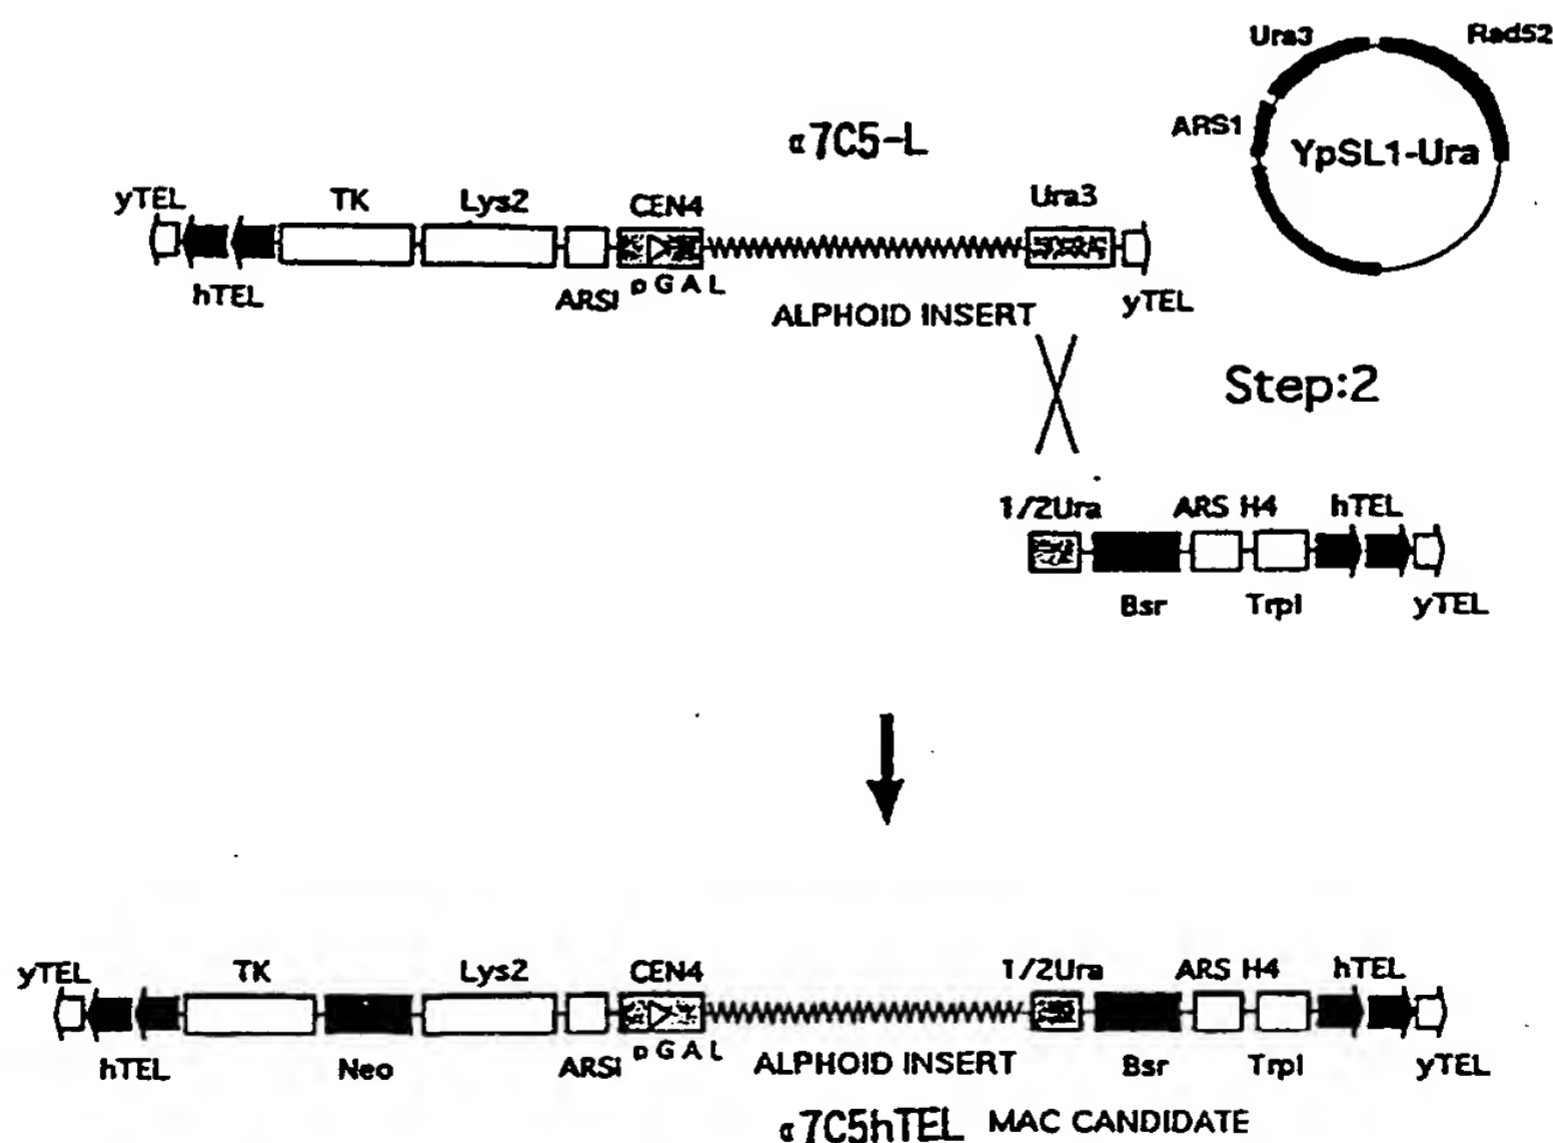 Ura3 Rad52
ARS1
YpSL1-Ura
α7C5-L
yTEL TK Lys2 CEN4 Ura3
hTEL ARSI pGAL ALPHOID INSERT yTEL
Step:2
1/2Ura ARS H4 hTEL
Bsr TrpI yTEL
yTEL TK Lys2 CEN4 1/2Ura ARS H4 hTEL
hTEL Neo ARSI pGAL ALPHOID INSERT Bsr TrpI yTEL
α7C5hTEL MAC CANDIDATE